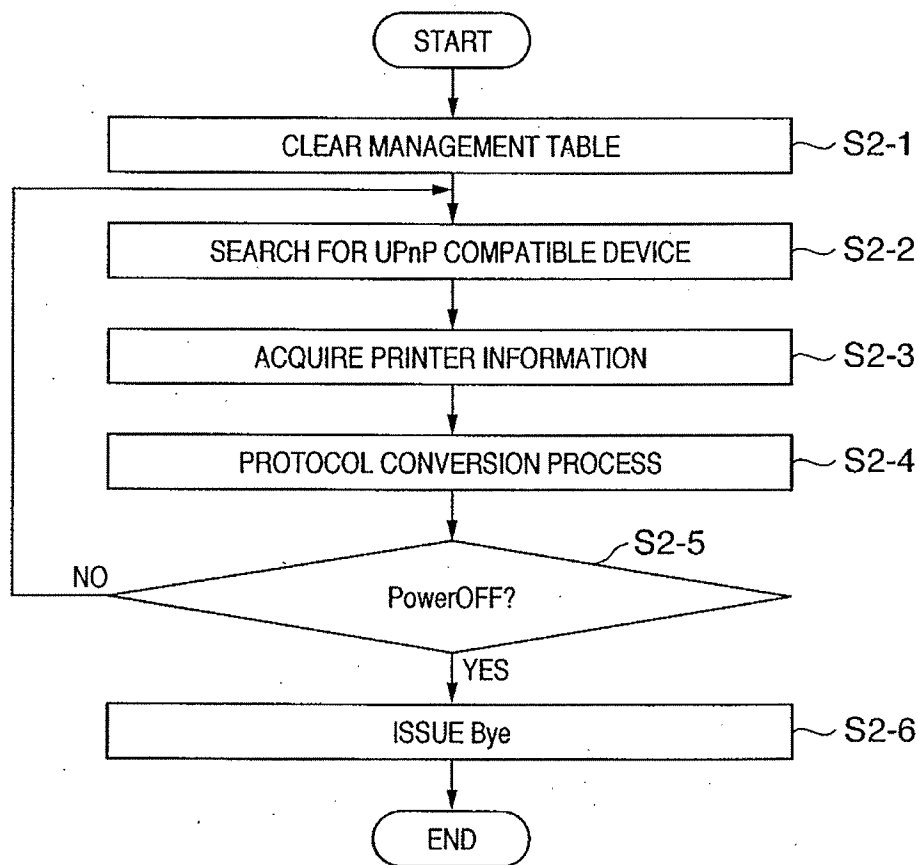 START
CLEAR MANAGEMENT TABLE S2-1
SEARCH FOR UPnP COMPATIBLE DEVICE S2-2
ACQUIRE PRINTER INFORMATION S2-3
PROTOCOL CONVERSION PROCESS S2-4
S2-5
NO
PowerOFF?
YES
ISSUE Bye S2-6
END